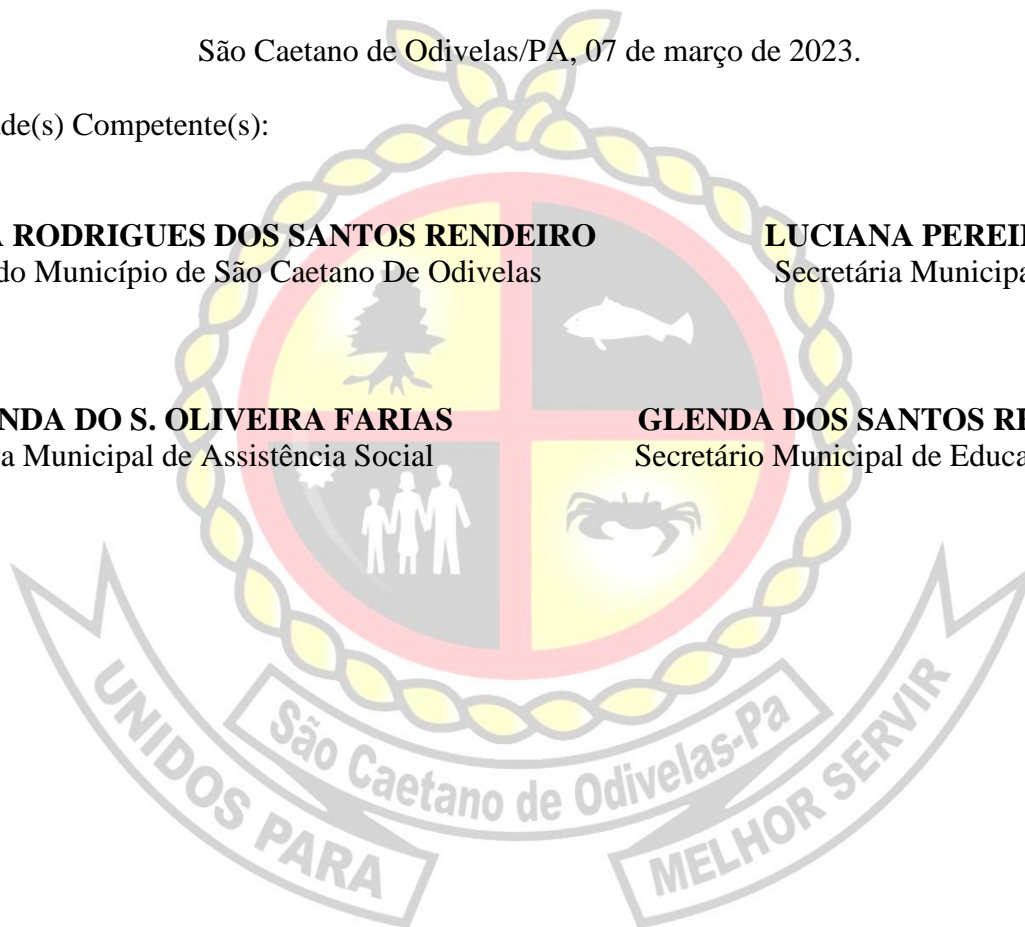 São Caetano de Odivelas/PA, 07 de março de 2023.
de(s) Competente(s):
A RODRIGUES DOS SANTOS RENDEIRO
LUCIANA PEREI
do Município de São Caetano De Odivelas
Secretária Municipa
NDA DO S. OLIVEIRA FARIAS
GLENDA DOS SANTOS RE
a Municipal de Assistência Social
Secretário Municipal de Educa
UNIDOS PARA
São Caetano de Odivelas-Pa
MELHOR SERVIR